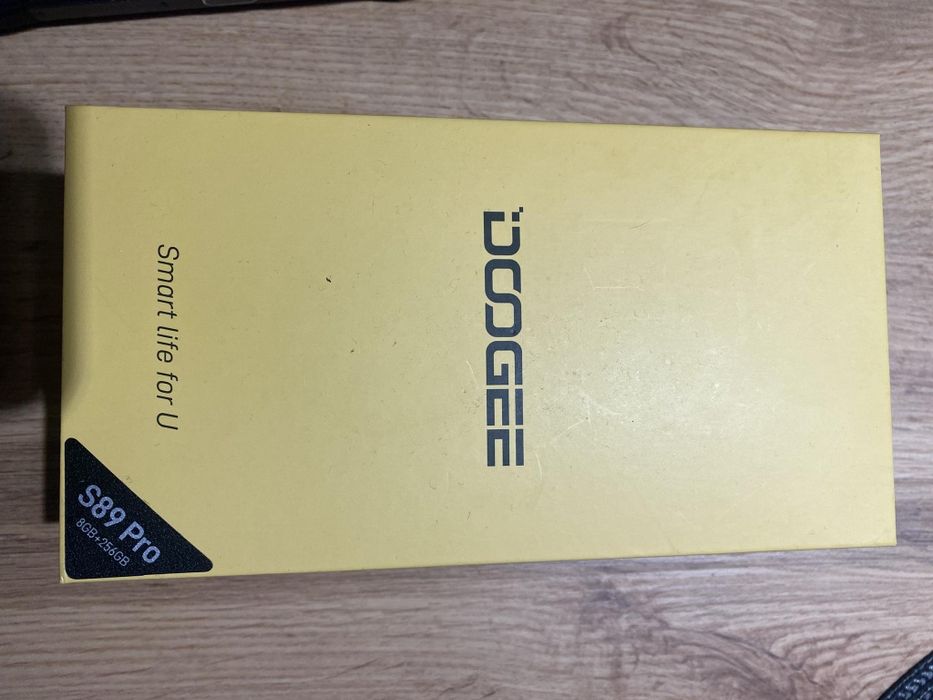 DOOGEE
Smart life for U
S89 Pro
8GB+256GB